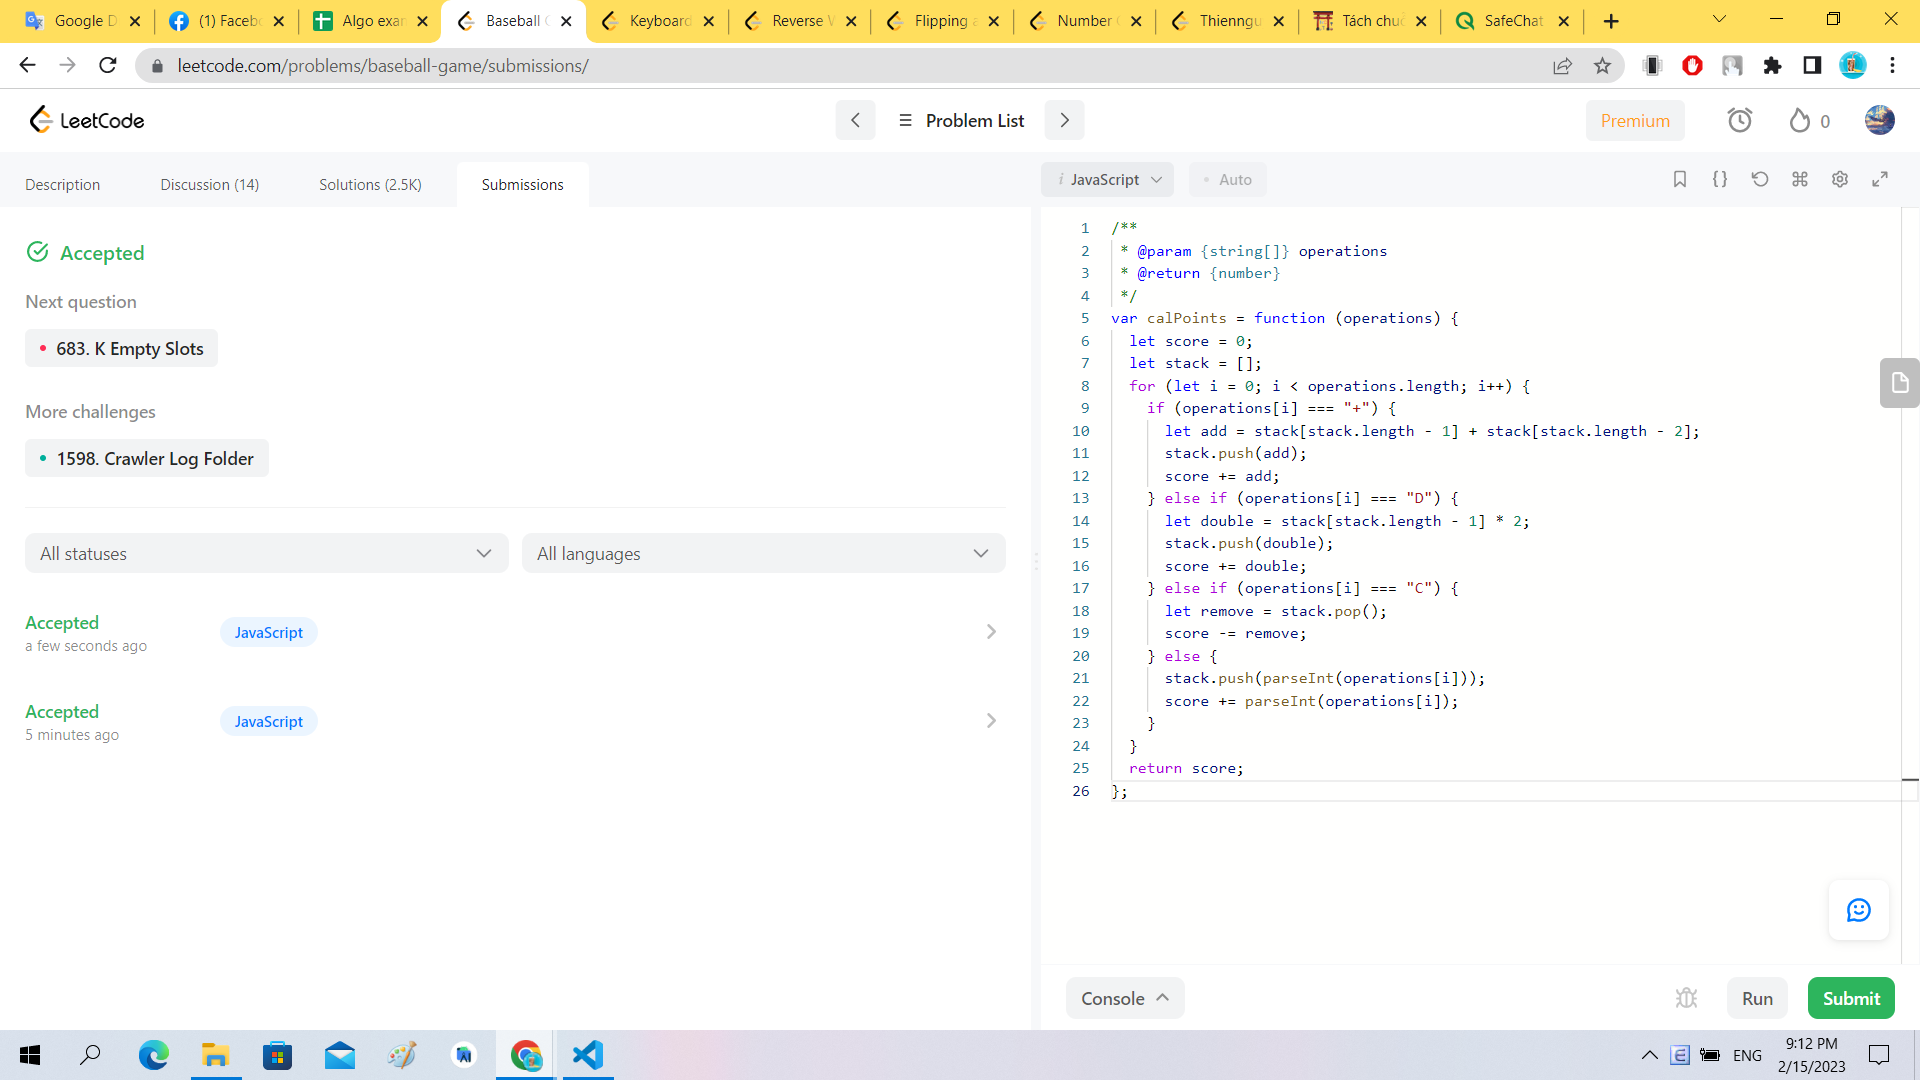 Google D
(1) Facebo
Algo exar
Baseball G
Keyboard
Reverse W
Flipping a
Number
Thienngu
Tách chu
SafeChat
leetcode.com/problems/baseball-game/submissions/
LeetCode
Problem List
Premium
0
Description
Discussion (14)
Solutions (2.5K)
Submissions
i JavaScript
Auto
Accepted
Next question
683. K Empty Slots
More challenges
1598. Crawler Log Folder
All statuses
All languages
Accepted
a few seconds ago
JavaScript
Accepted
5 minutes ago
JavaScript
1 /**
2 * @param {string[]} operations
3 * @return {number}
4 */
5 var calPoints = function (operations) {
6 let score = 0;
7 let stack = [];
8 for (let i = 0; i < operations.length; i++) {
9 if (operations[i] === "+") {
10 let add = stack[stack.length - 1] + stack[stack.length - 2];
11 stack.push(add);
12 score += add;
13 } else if (operations[i] === "D") {
14 let double = stack[stack.length - 1] * 2;
15 stack.push(double);
16 score += double;
17 } else if (operations[i] === "C") {
18 let remove = stack.pop();
19 score -= remove;
20 } else {
21 stack.push(parseInt(operations[i]));
22 score += parseInt(operations[i]);
23 }
24 }
25 return score;
26 };
Console
Run
Submit
ENG
9:12 PM
2/15/2023